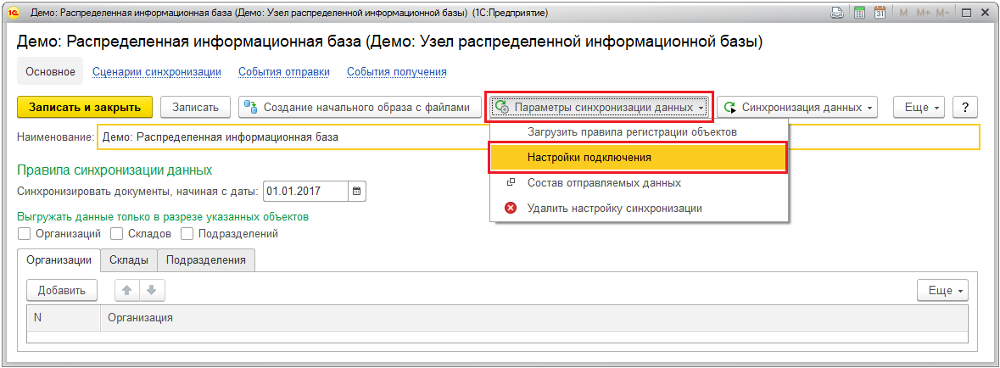 Демо: Распределенная информационная база (Демо: Узел распределенной информационной базы) (1С:Предприятие)
31 M M+ M-
Демо: Распределенная информационная база (Демо: Узел распределенной информационной базы)
Основное Сценарии синхронизации События отправки События получения
Записать и закрыть Записать Создание начального образа с файлами Параметры синхронизации данных Синхронизация данных Еще ?
Наименование: Демо: Распределенная информационная база
Загрузить правила регистрации объектов
Настройки подключения
Состав отправляемых данных
Удалить настройку синхронизации
Правила синхронизации данных
Синхронизировать документы, начиная с даты: 01.01.2017
Выгружать данные только в разрезе указанных объектов
Организаций Складов Подразделений
Организации Склады Подразделения
Добавить Еще
N Организация